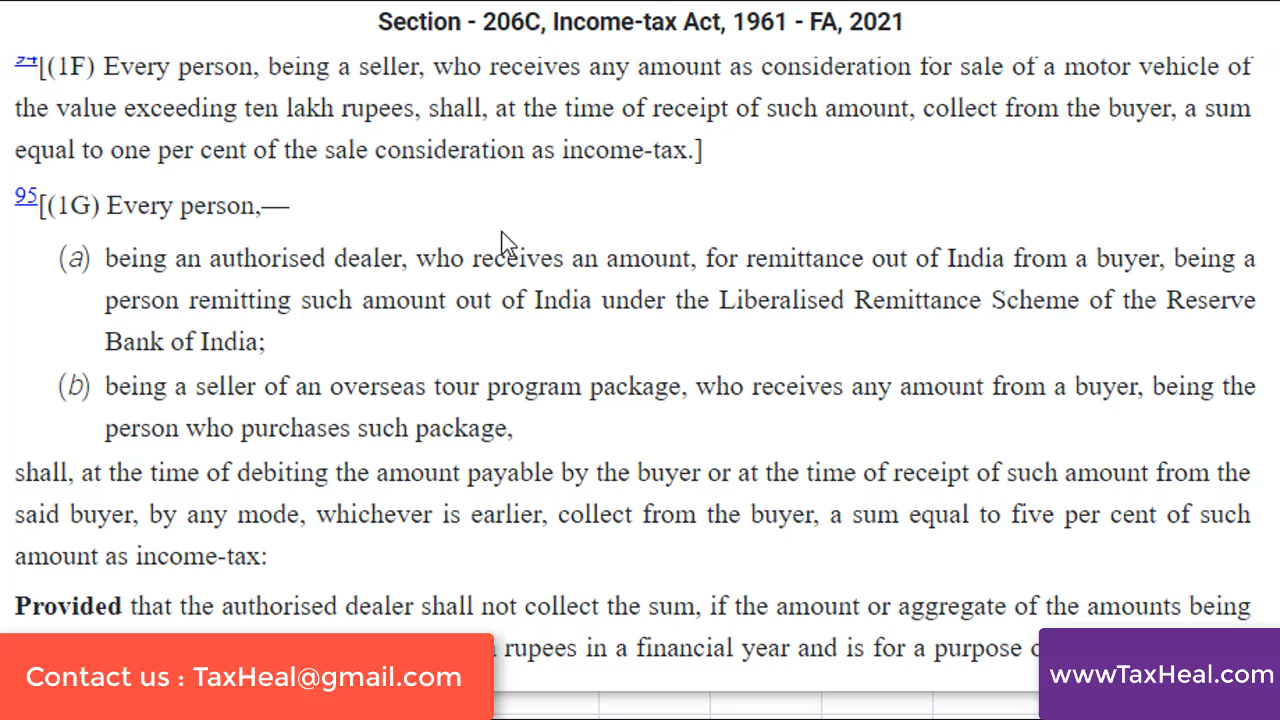 Section - 206C, Income-tax Act, 1961 - FA, 2021
94[(1F) Every person, being a seller, who receives any amount as consideration for sale of a motor vehicle of
the value exceeding ten lakh rupees, shall, at the time of receipt of such amount, collect from the buyer, a sum
equal to one per cent of the sale consideration as income-tax.]
95[(1G) Every person,—
(a) being an authorised dealer, who receives an amount, for remittance out of India from a buyer, being a
person remitting such amount out of India under the Liberalised Remittance Scheme of the Reserve
Bank of India;
(b) being a seller of an overseas tour program package, who receives any amount from a buyer, being the
person who purchases such package,
shall, at the time of debiting the amount payable by the buyer or at the time of receipt of such amount from the
said buyer, by any mode, whichever is earlier, collect from the buyer, a sum equal to five per cent of such
amount as income-tax:
Provided that the authorised dealer shall not collect the sum, if the amount or aggregate of the amounts being
rupees in a financial year and is for a purpose
Contact us : TaxHeal@gmail.com
www.TaxHeal.com